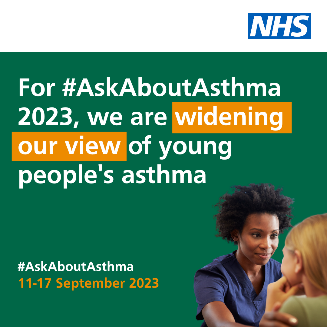 NHS
For #AskAboutAsthma
2023, we are widening
our view of young
people's asthma
#AskAboutAsthma
11-17 September 2023